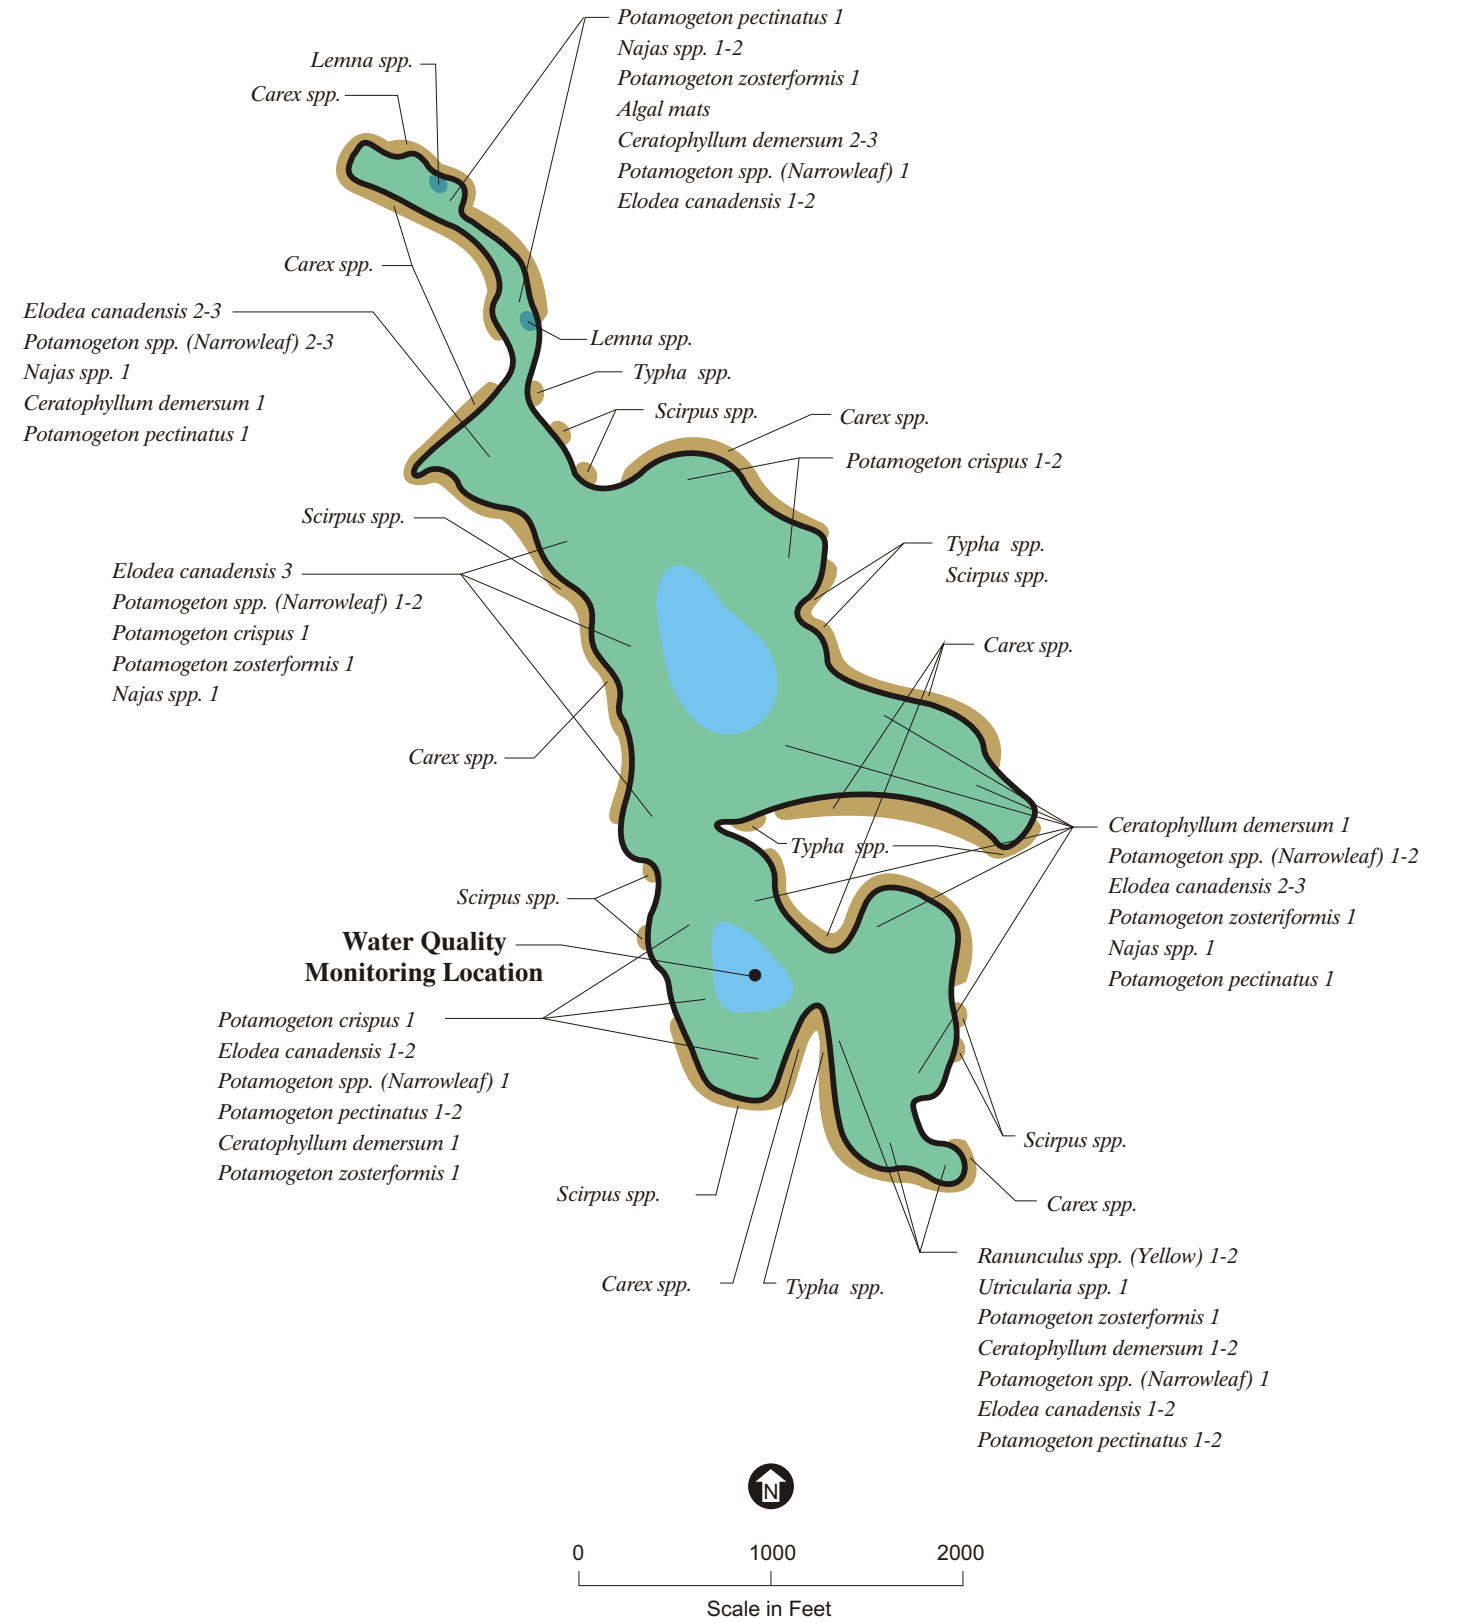 Potamogeton pectinatus 1
Najas spp. 1-2
Potamogeton zosterformis 1
Algal mats
Ceratophyllum demersum 2-3
Potamogeton spp. (Narrowleaf) 1
Elodea canadensis 1-2
Lemna spp.
Carex spp.
Carex spp.
Elodea canadensis 2-3
Potamogeton spp. (Narrowleaf) 2-3
Najas spp. 1
Ceratophyllum demersum 1
Potamogeton pectinatus 1
Lemna spp.
Typha spp.
Scirpus spp.
Carex spp.
Potamogeton crispus 1-2
Scirpus spp.
Typha spp.
Scirpus spp.
Elodea canadensis 3
Potamogeton spp. (Narrowleaf) 1-2
Potamogeton crispus 1
Potamogeton zosterformis 1
Najas spp. 1
Carex spp.
Carex spp.
Typha spp.
Ceratophyllum demersum 1
Potamogeton spp. (Narrowleaf) 1-2
Elodea canadensis 2-3
Potamogeton zosteriformis 1
Najas spp. 1
Potamogeton pectinatus 1
Scirpus spp.
Water Quality
Monitoring Location
Potamogeton crispus 1
Elodea canadensis 1-2
Potamogeton spp. (Narrowleaf) 1
Potamogeton pectinatus 1-2
Ceratophyllum demersum 1
Potamogeton zosterformis 1
Scirpus spp.
Scirpus spp.
Carex spp.
Carex spp.
Typha spp.
Ranunculus spp. (Yellow) 1-2
Utricularia spp. 1
Potamogeton zosterformis 1
Ceratophyllum demersum 1-2
Potamogeton spp. (Narrowleaf) 1
Elodea canadensis 1-2
Potamogeton pectinatus 1-2
N
0 1000 2000
Scale in Feet